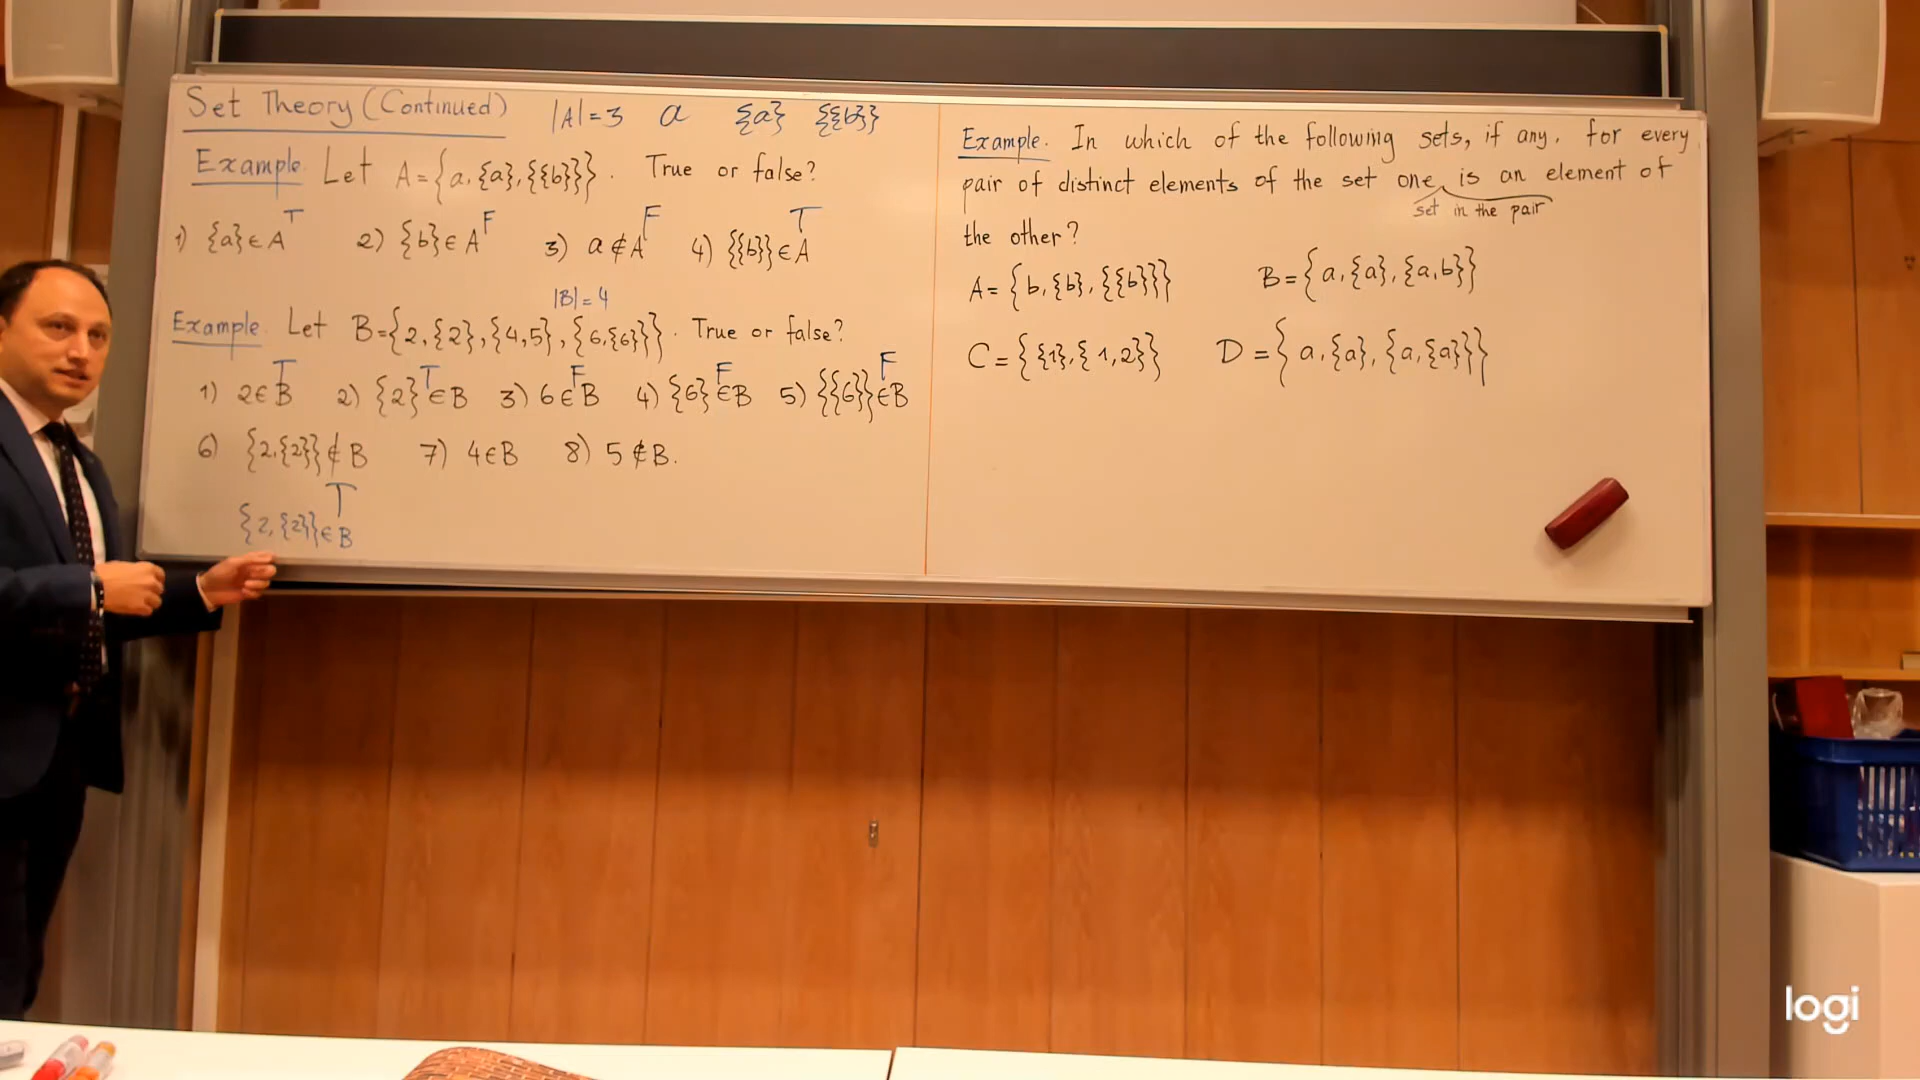 Set Theory (Continued) |A|=3 a {a} {{b}}
Example. Let A={a,{a},{{b}}}. True or false?
1) {a}∈A T 2) {b}∈A F 3) a∉A F 4) {{b}}∈A T
|B|=4
Example. Let B={2,{2},{4,5},{6,{6}}}. True or false?
1) 2∈B T 2) {2}∈B T 3) 6∈B F 4) {6}∈B F 5) {{6}}∈B F
6) {2,{2}}∉B 7) 4∈B 8) 5∉B.
T
{2,{2}}∈B
Example. In which of the following sets, if any, for every
pair of distinct elements of the set one is an element of
set in the pair
the other?
A={b,{b},{{b}}} B={a,{a},{a,b}}
C={{1},{1,2}} D={a,{a},{a,{a}}}
logi